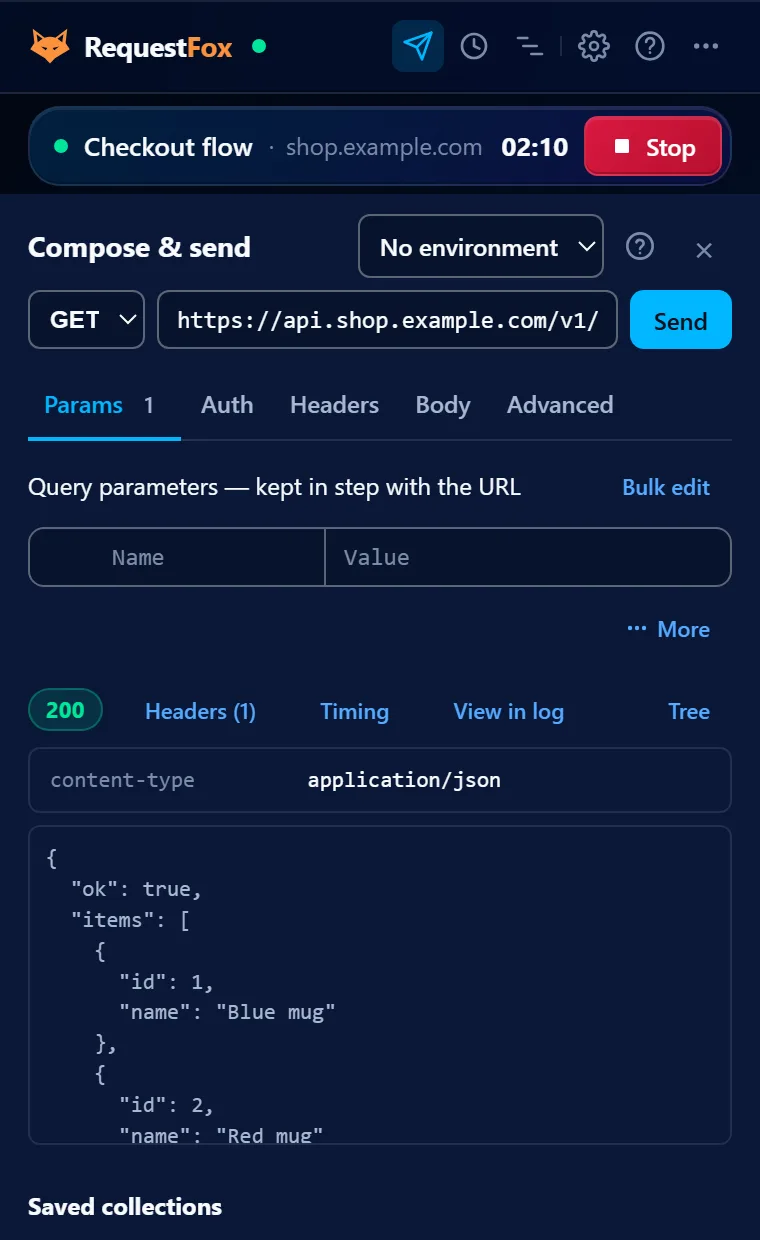 RequestFox
Checkout flow · shop.example.com 02:10 Stop
Compose & send No environment
GET https://api.shop.example.com/v1/ Send
Params 1 Auth Headers Body Advanced
Query parameters — kept in step with the URL Bulk edit
Name Value
··· More
200 Headers (1) Timing View in log Tree
content-type application/json
{
  "ok": true,
  "items": [
    {
      "id": 1,
      "name": "Blue mug"
    },
    {
      "id": 2,
      "name": "Red mug"
Saved collections